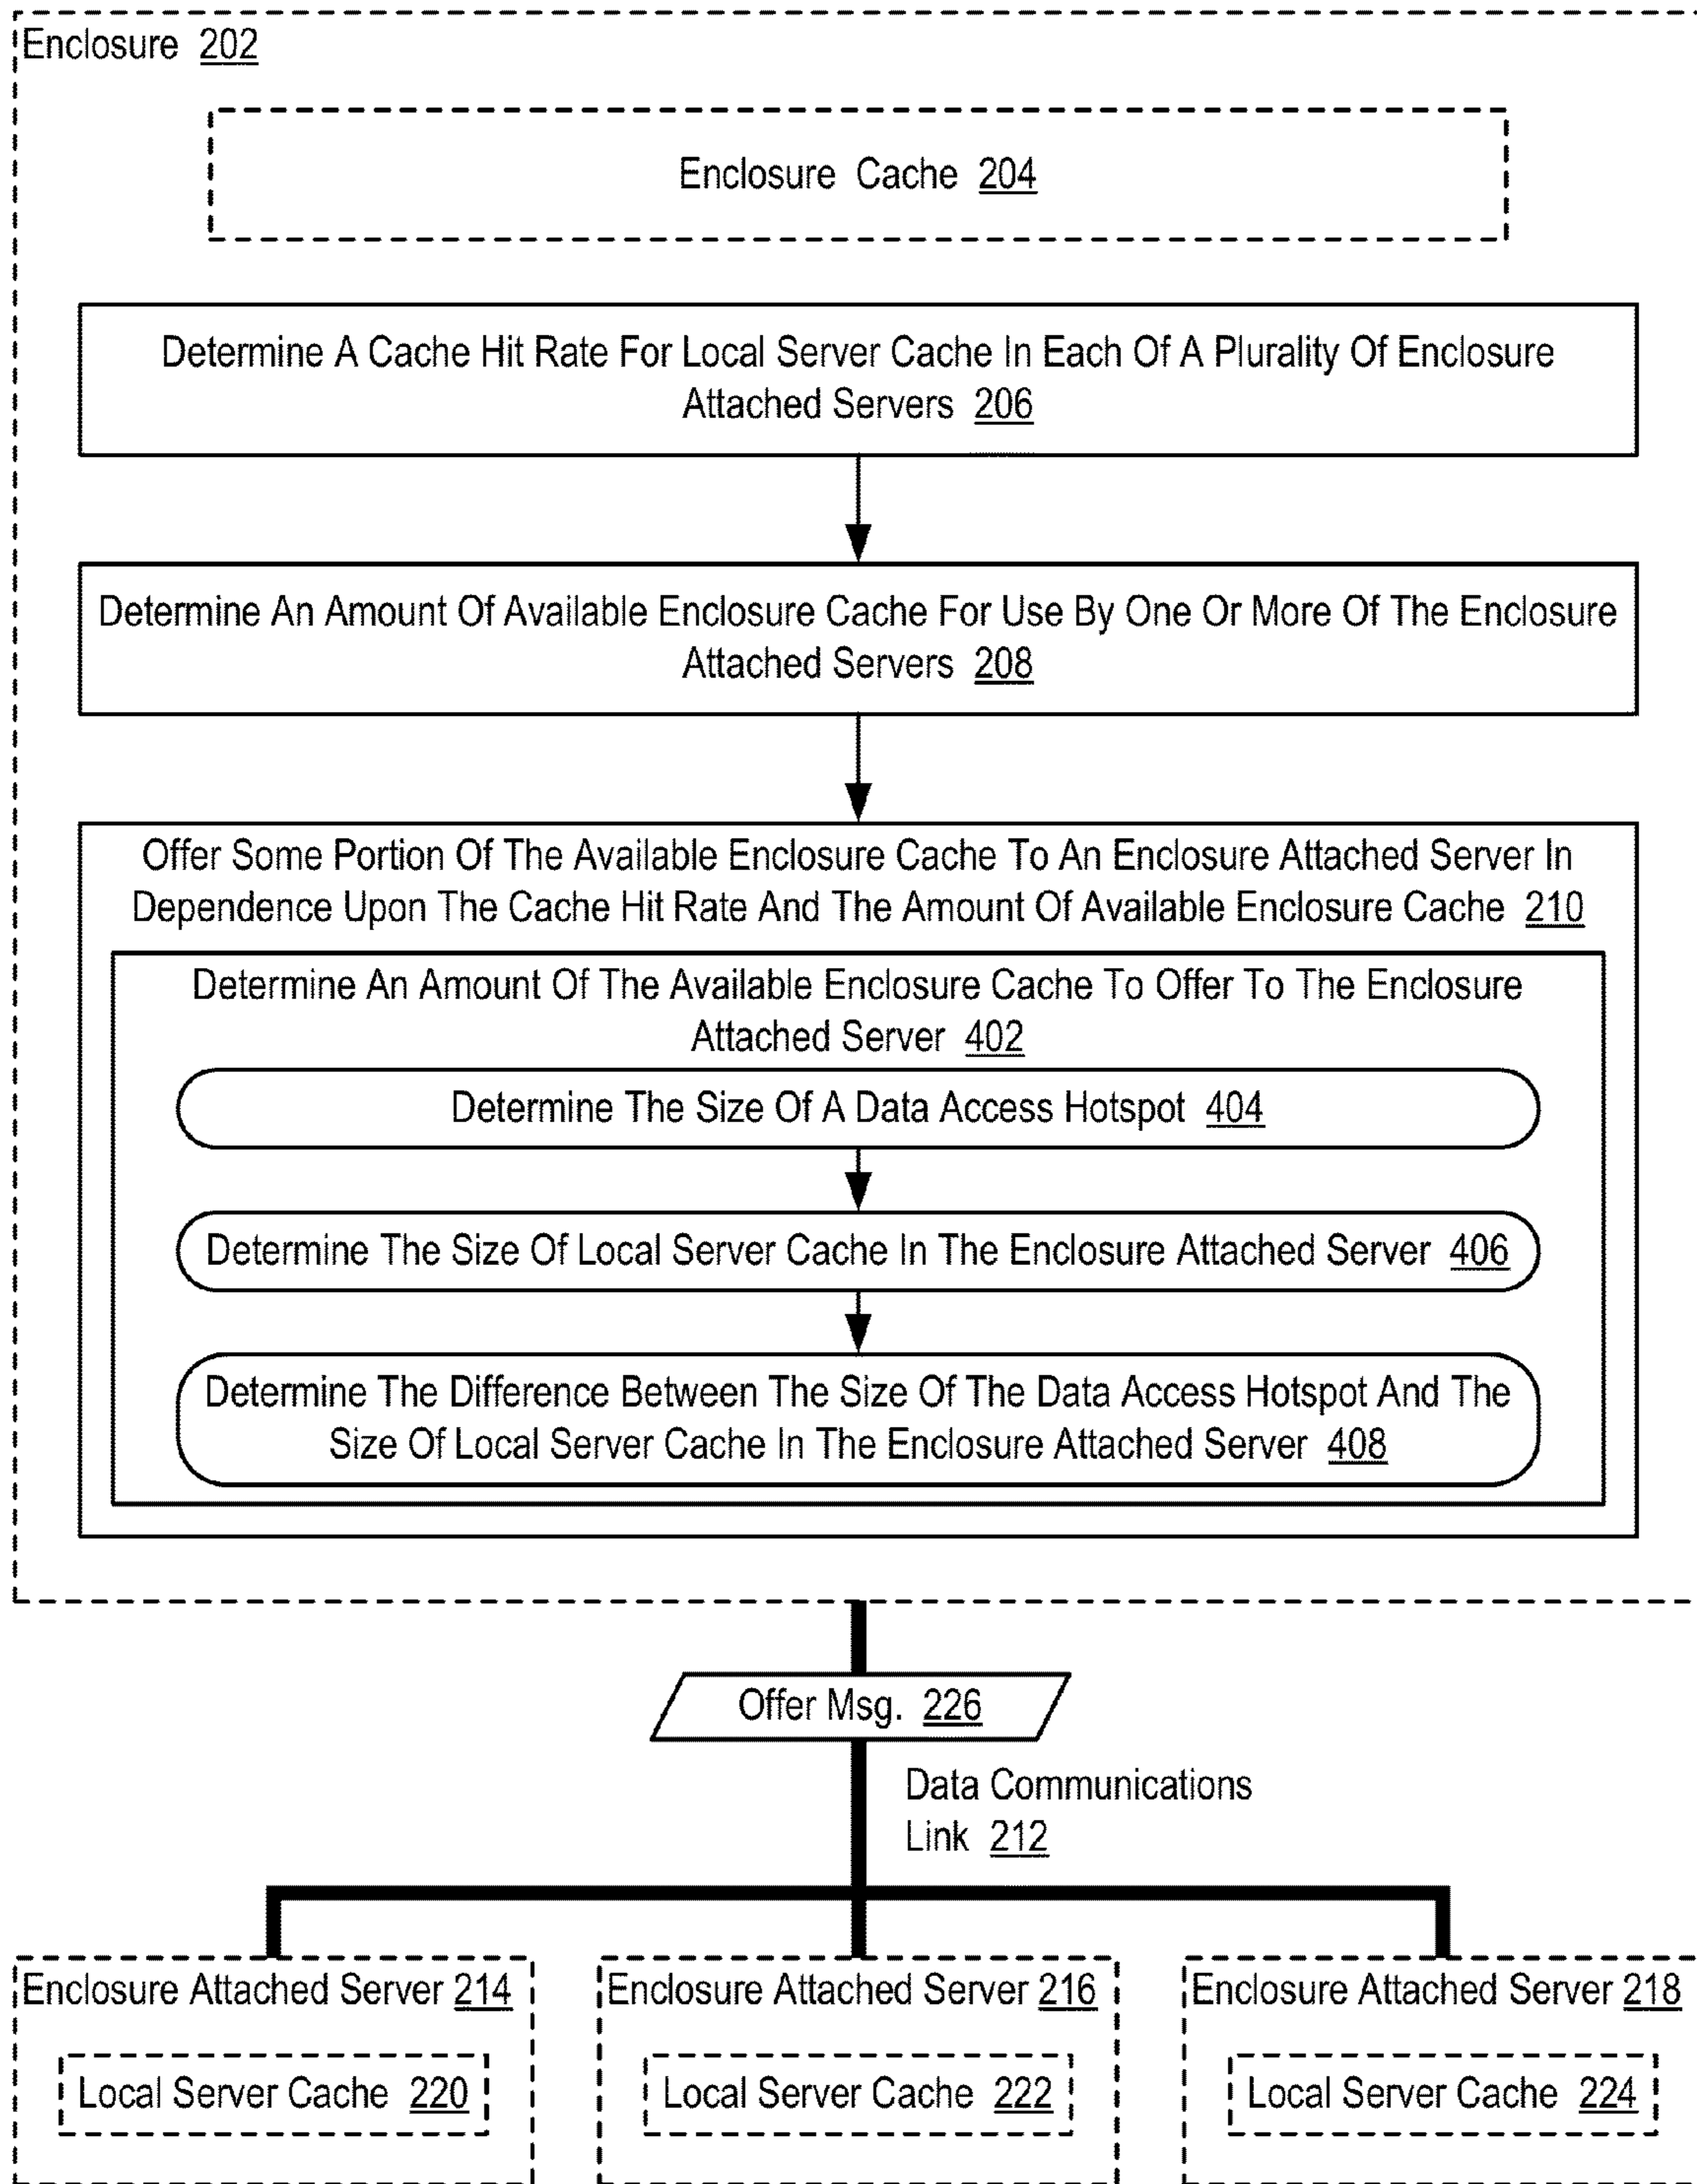 Enclosure 202
Enclosure Cache 204
Determine A Cache Hit Rate For Local Server Cache In Each Of A Plurality Of Enclosure
Attached Servers 206
Determine An Amount Of Available Enclosure Cache For Use By One Or More Of The Enclosure
Attached Servers 208
Offer Some Portion Of The Available Enclosure Cache To An Enclosure Attached Server In
Dependence Upon The Cache Hit Rate And The Amount Of Available Enclosure Cache 210
Determine An Amount Of The Available Enclosure Cache To Offer To The Enclosure
Attached Server 402
Determine The Size Of A Data Access Hotspot 404
Determine The Size Of Local Server Cache In The Enclosure Attached Server 406
Determine The Difference Between The Size Of The Data Access Hotspot And The
Size Of Local Server Cache In The Enclosure Attached Server 408
Offer Msg. 226
Data Communications
Link 212
Enclosure Attached Server 214
Local Server Cache 220
Enclosure Attached Server 216
Local Server Cache 222
Enclosure Attached Server 218
Local Server Cache 224